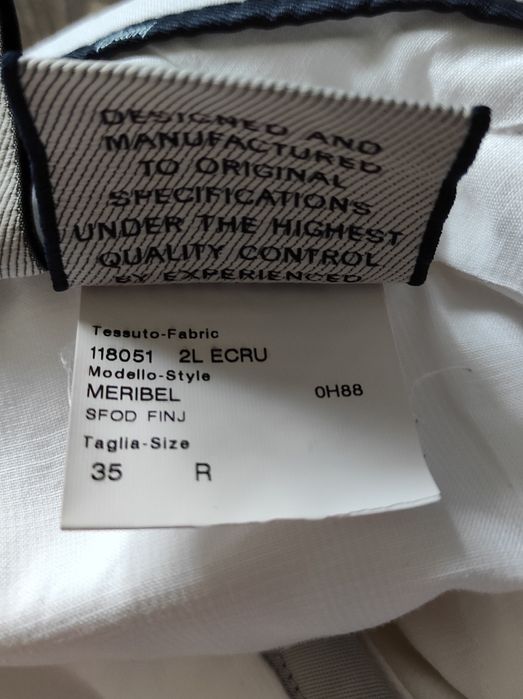 DESIGNED AND
MANUFACTURED
TO ORIGINAL
SPECIFICATIONS
UNDER THE HIGHEST
QUALITY CONTROL
BY EXPERIENCED
Tessuto-Fabric
118051 2L ECRU
Modello-Style
MERIBEL 0H88
SFOD FINJ
Taglia-Size
35 R